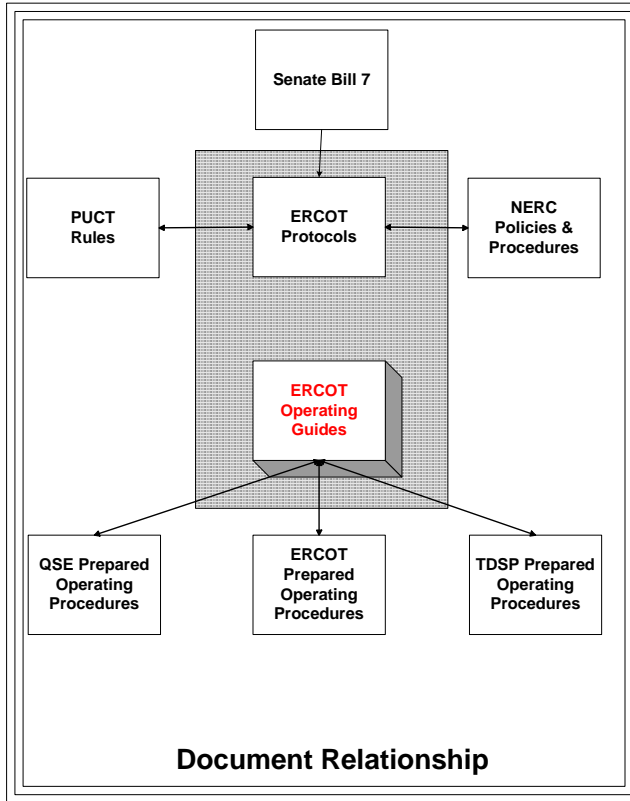 Senate Bill 7
PUCT
Rules
ERCOT
Protocols
NERC
Policies &
Procedures
ERCOT
Operating
Guides
QSE Prepared
Operating
Procedures
ERCOT
Prepared
Operating
Procedures
TDSP Prepared
Operating
Procedures
Document Relationship